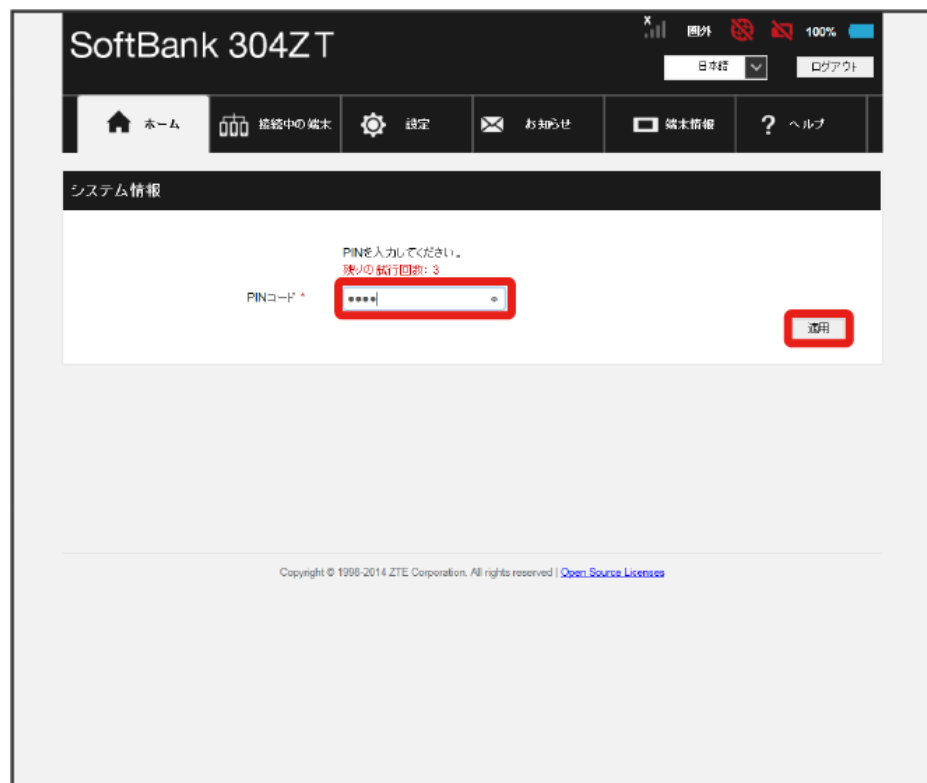 SoftBank 304ZT
圏外 100%
日本語 ログアウト
ホーム 接続中の端末 設定 お知らせ 端末情報 ? ヘルプ
システム情報
PINを入力してください。
残りの試行回数: 3
PINコード * ••••
適用
Copyright © 1998-2014 ZTE Corporation. All rights reserved | Open Source Licenses